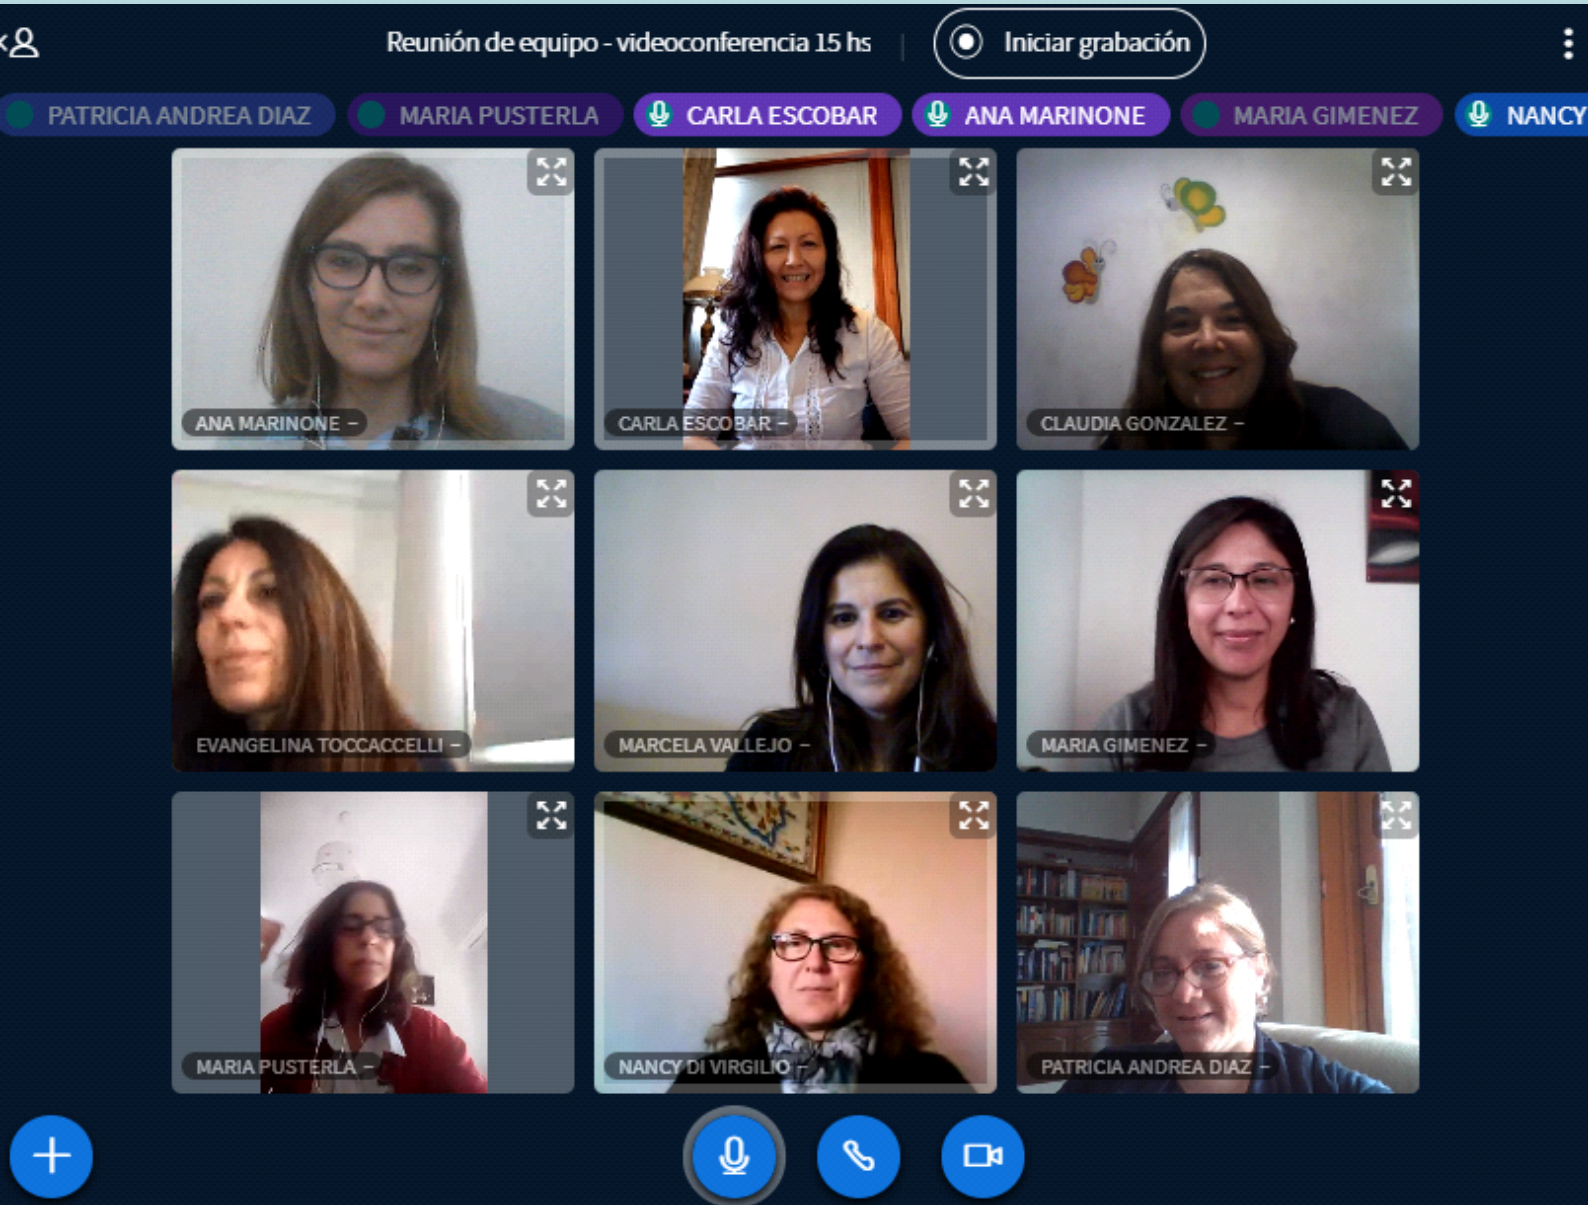 Reunión de equipo - videoconferencia 15 hs
Iniciar grabación
PATRICIA ANDREA DIAZ
MARIA PUSTERLA
CARLA ESCOBAR
ANA MARINONE
MARIA GIMENEZ
NANCY
ANA MARINONE –
CARLA ESCOBAR –
CLAUDIA GONZALEZ –
EVANGELINA TOCCACCELLI –
MARCELA VALLEJO –
MARIA GIMENEZ –
MARIA PUSTERLA –
NANCY DI VIRGILIO –
PATRICIA ANDREA DIAZ –